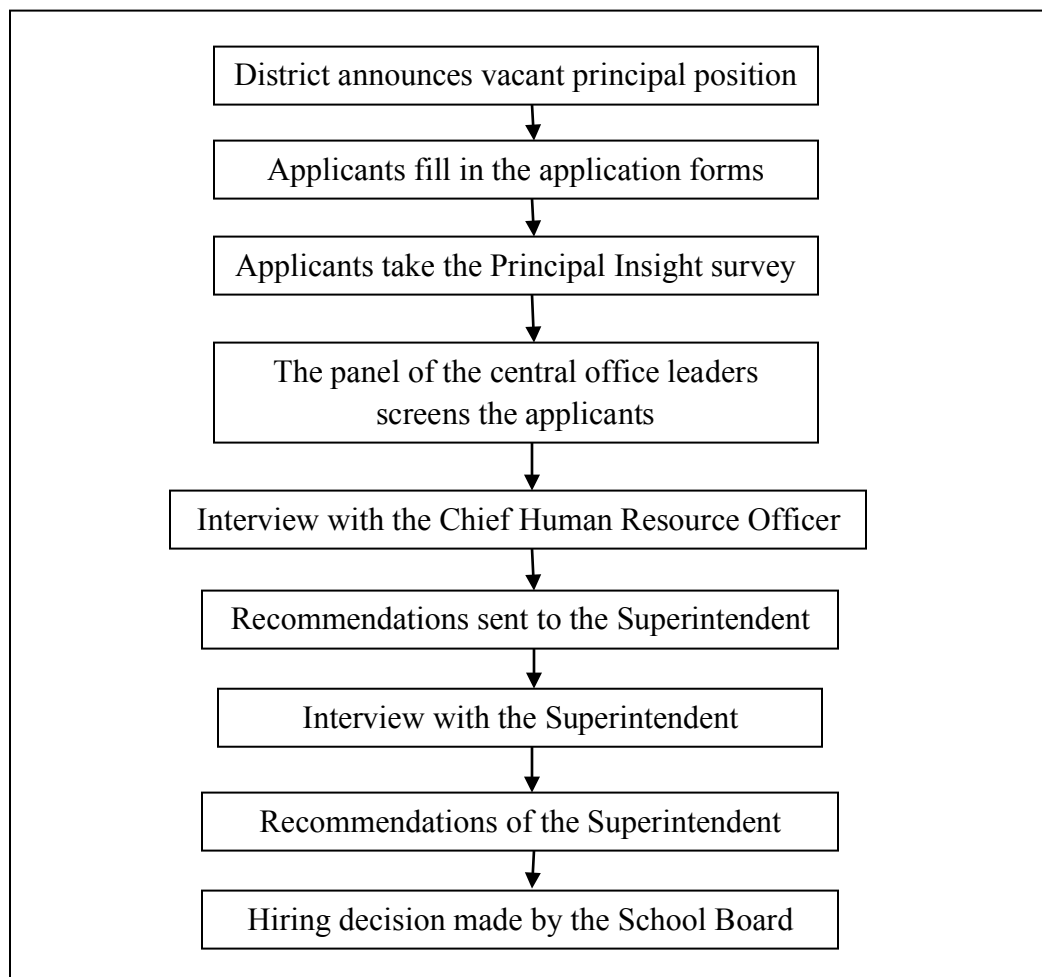 District announces vacant principal position
Applicants fill in the application forms
Applicants take the Principal Insight survey
The panel of the central office leaders
screens the applicants
Interview with the Chief Human Resource Officer
Recommendations sent to the Superintendent
Interview with the Superintendent
Recommendations of the Superintendent
Hiring decision made by the School Board